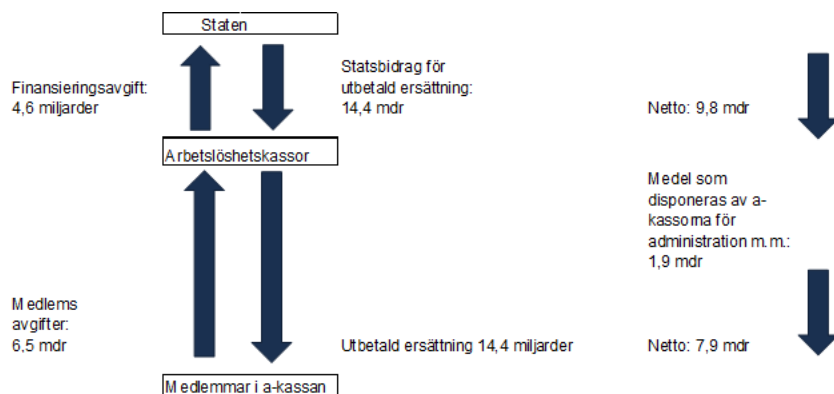 Staten
Finansieringsavgift:
4,6 miljarder
Statsbidrag för
utbetald ersättning:
14,4 mdr
Netto: 9,8 mdr
Arbetslöshetskassor
Medel som
disponeras av a-
kassorna för
administration m.m.:
1,9 mdr
Medlems
avgifter:
6,5 mdr
Utbetald ersättning 14,4 miljarder
Netto: 7,9 mdr
Medlemmar i a-kassan